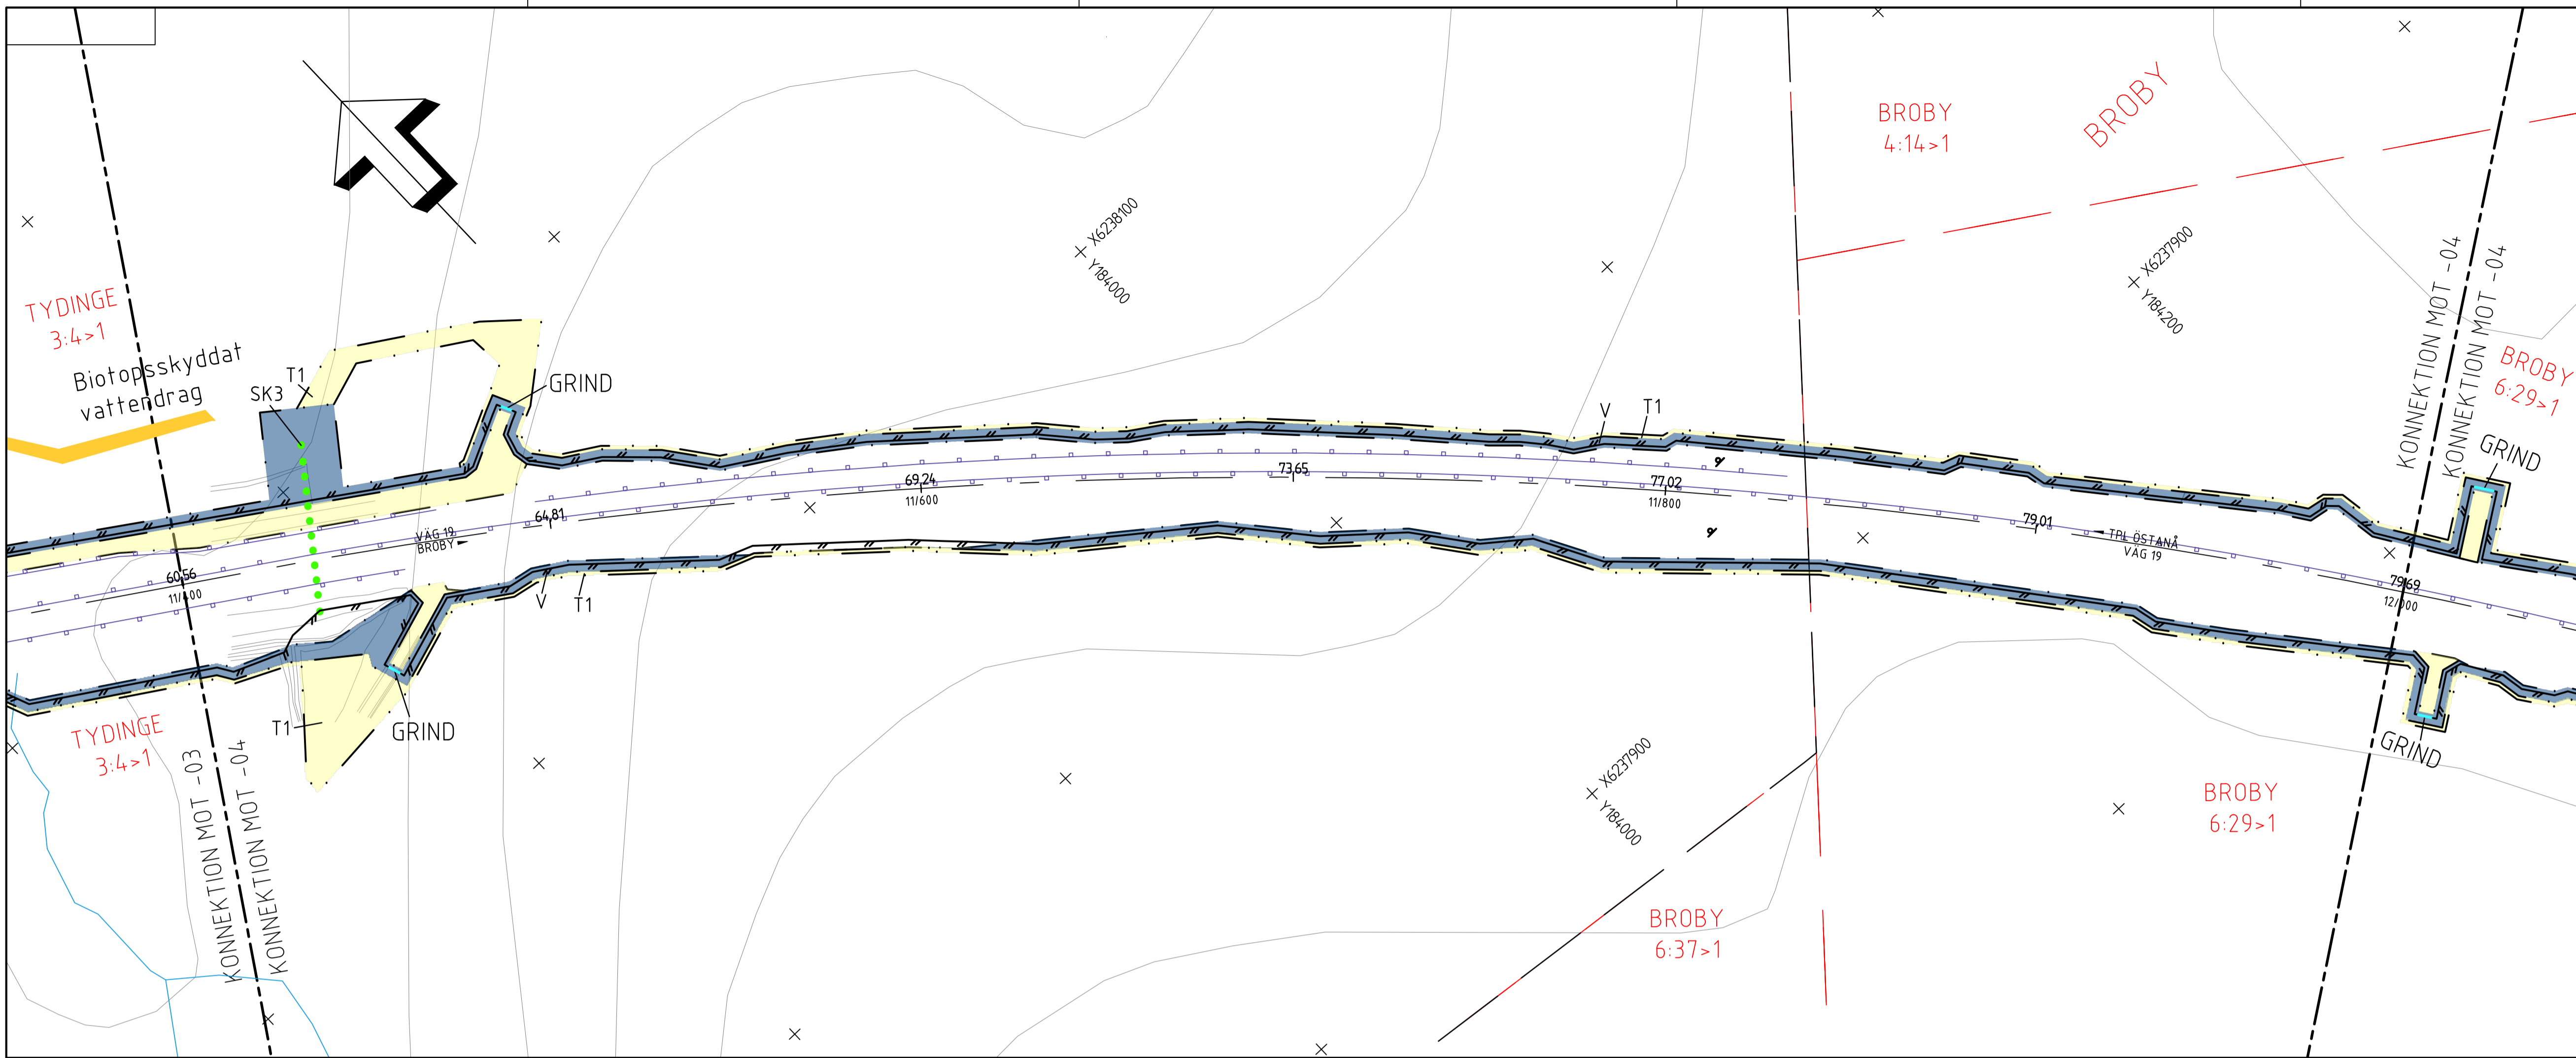 BROBY
4:14>1
BROBY
X6238100
Y184000
X6237900
Y184200
KONNEKTION MOT -04
KONNEKTION MOT -04
TYDINGE
3:4>1
Biotopsskyddat
vattendrag
T1
SK3
GRIND
V
T1
BROBY
6:29>1
GRIND
69,24
11/600
73,65
77,02
11/800
64,81
VÄG 19
BROBY
79,01
TPL ÖSTANÅ
VÄG 19
60,56
11/400
79,69
12/000
V
T1
T1
GRIND
TYDINGE
3:4>1
KONNEKTION MOT -03
KONNEKTION MOT -04
X6237900
Y184000
GRIND
BROBY
6:29>1
BROBY
6:37>1